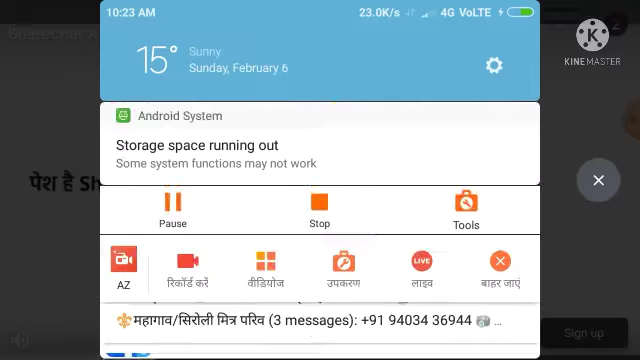 10:23 AM 23.0K/s 4G VoLTE
KINEMASTER
15° Sunny
Sunday, February 6
Android System
Storage space running out
Some system functions may not work
पेश है Sh
Pause Stop Tools
AZ रिकॉर्ड करें वीडियोज उपकरण लाइव बाहर जाएं
LIVE
महागाव/सिरोली मित्र परिव (3 messages): +91 94034 36944 ...
Sign up